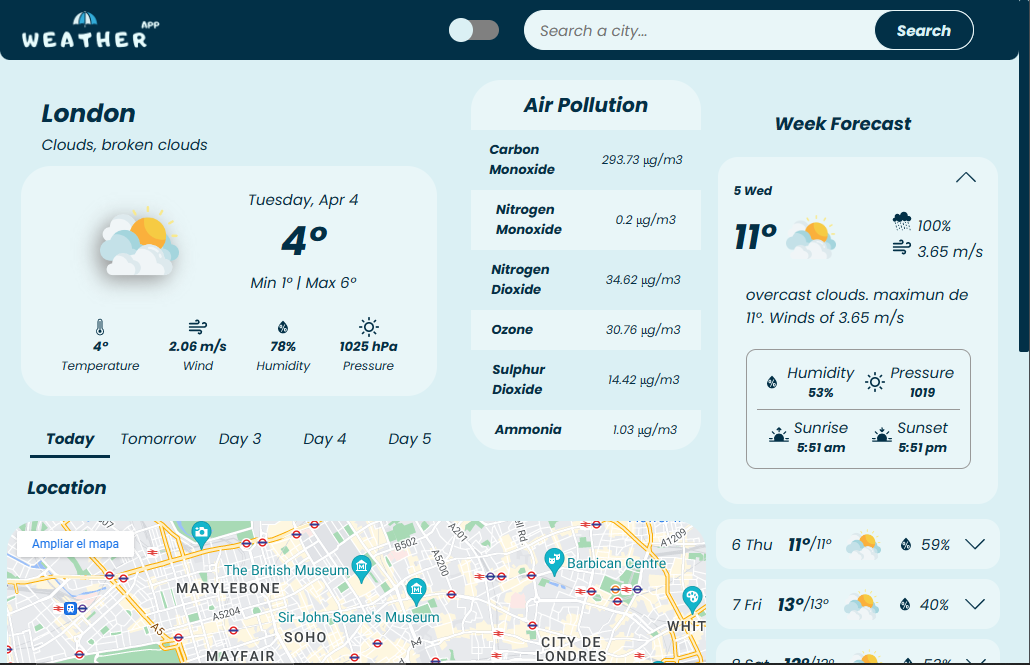 WEATHER APP
Search a city...
Search
London
Clouds, broken clouds
Tuesday, Apr 4
4º
Min 1º | Max 6º
4º
Temperature
2.06 m/s
Wind
78%
Humidity
1025 hPa
Pressure
Today
Tomorrow
Day 3
Day 4
Day 5
Air Pollution
Carbon
Monoxide
293.73 µg/m3
Nitrogen
Monoxide
0.2 µg/m3
Nitrogen
Dioxide
34.62 µg/m3
Ozone
30.76 µg/m3
Sulphur
Dioxide
14.42 µg/m3
Ammonia
1.03 µg/m3
Week Forecast
5 Wed
11º
100%
3.65 m/s
overcast clouds. maximun de
11º. Winds of 3.65 m/s
Humidity
53%
Pressure
1019
Sunrise
5:51 am
Sunset
5:51 pm
6 Thu 11º/11º 59%
7 Fri 13º/13º 40%
Location
Ampliar el mapa
A501
B502
A201
A5200
A1209
The British Museum
Barbican Centre
MARYLEBONE
A5204
Sir John Soane's Museum
A5
SOHO
A4
WHIT
MAYFAIR
CITY DE
LONDRES